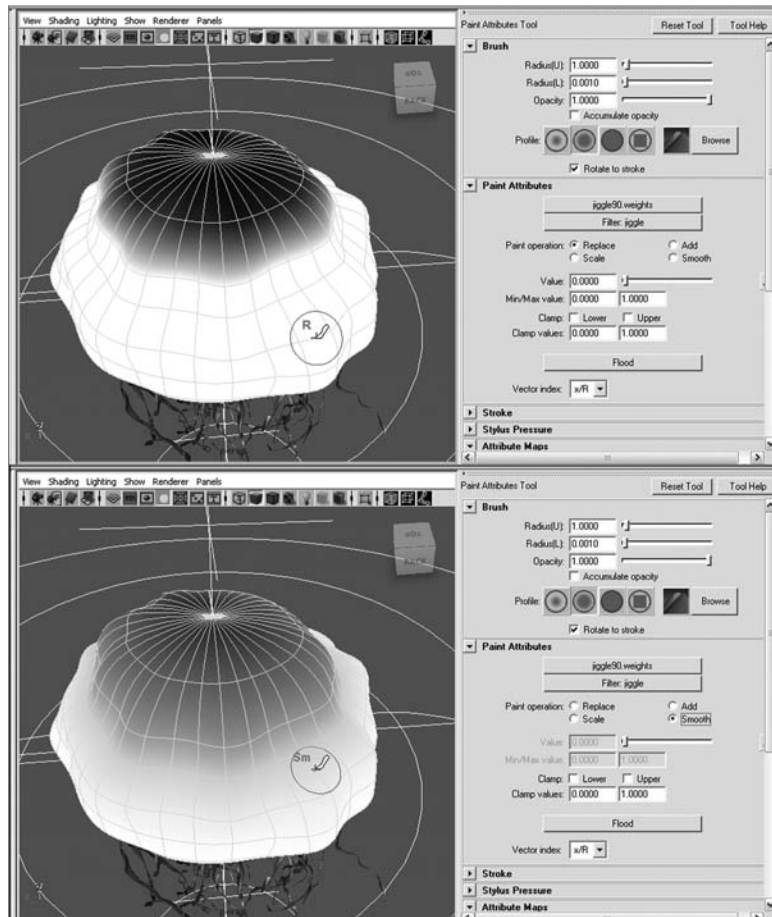 View Shading Lighting Show Renderer Panels
BACK
R
Paint Attributes Tool Reset Tool Tool Help
Brush
Radius(U): 1.0000
Radius(L): 0.0010
Opacity: 1.0000
Accumulate opacity
Profile: Browse
Rotate to stroke
Paint Attributes
jiggle90.weights
Filter: jiggle
Paint operation: Replace Add
Scale Smooth
Value: 0.0000
Min/Max value: 0.0000 1.0000
Clamp: Lower Upper
Clamp values: 0.0000 1.0000
Flood
Vector index: x/R
Stroke
Stylus Pressure
Attribute Maps
View Shading Lighting Show Renderer Panels
BACK
Sm
Paint Attributes Tool Reset Tool Tool Help
Brush
Radius(U): 1.0000
Radius(L): 0.0010
Opacity: 1.0000
Accumulate opacity
Profile: Browse
Rotate to stroke
Paint Attributes
jiggle90.weights
Filter: jiggle
Paint operation: Replace Add
Scale Smooth
Value: 0.0000
Min/Max value: 0.0000 1.0000
Clamp: Lower Upper
Clamp values: 0.0000 1.0000
Flood
Vector index: x/R
Stroke
Stylus Pressure
Attribute Maps